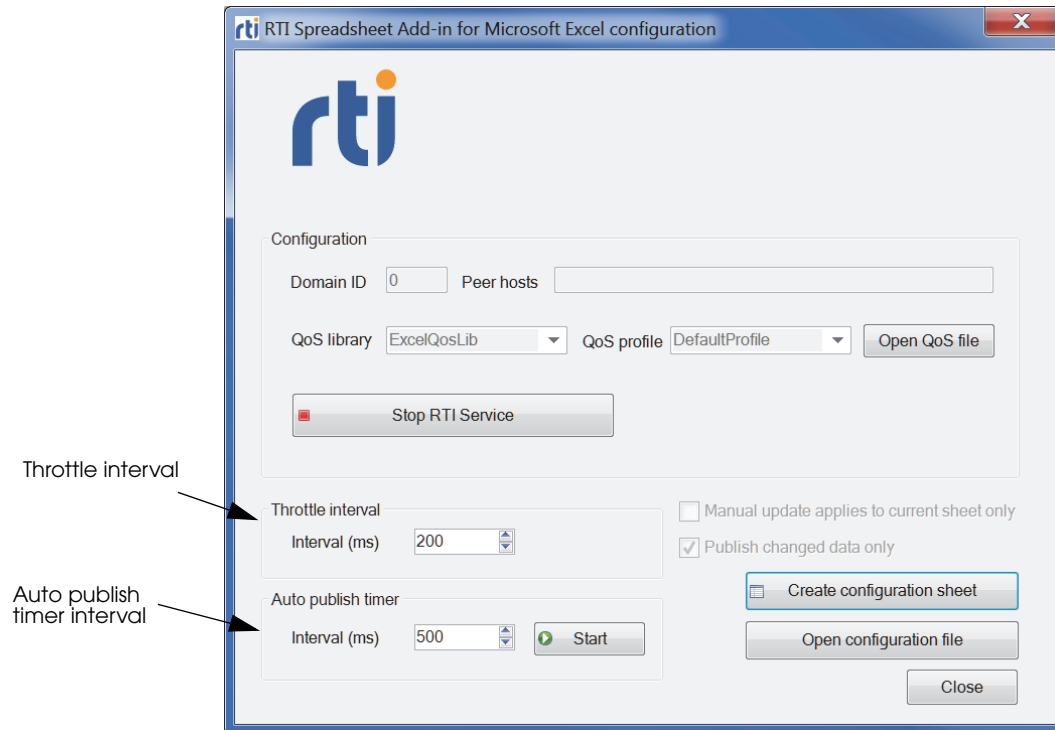 rti RTI Spreadsheet Add-in for Microsoft Excel configuration
X
rti
Configuration
Domain ID 0 Peer hosts
QoS library ExcelQosLib QoS profile DefaultProfile Open QoS file
Stop RTI Service
Throttle interval
Throttle interval
Manual update applies to current sheet only
Interval (ms) 200
Publish changed data only
Create configuration sheet
Auto publish
timer interval
Auto publish timer
Interval (ms) 500 Start
Open configuration file
Close